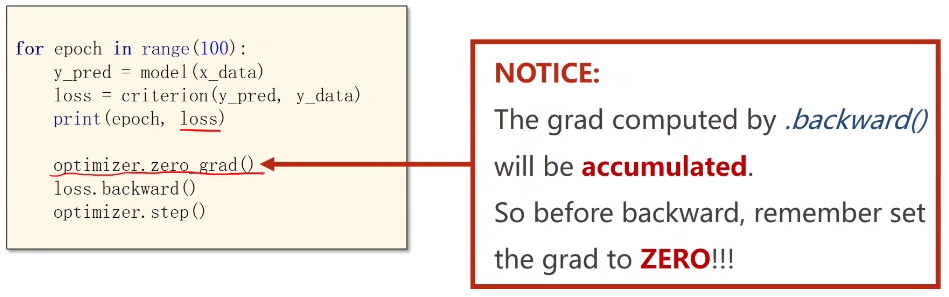 for epoch in range(100):
    y_pred = model(x_data)
    loss = criterion(y_pred, y_data)
    print(epoch, loss)
    optimizer.zero_grad()
    loss.backward()
    optimizer.step()
NOTICE:
The grad computed by .backward()
will be accumulated.
So before backward, remember set
the grad to ZERO!!!